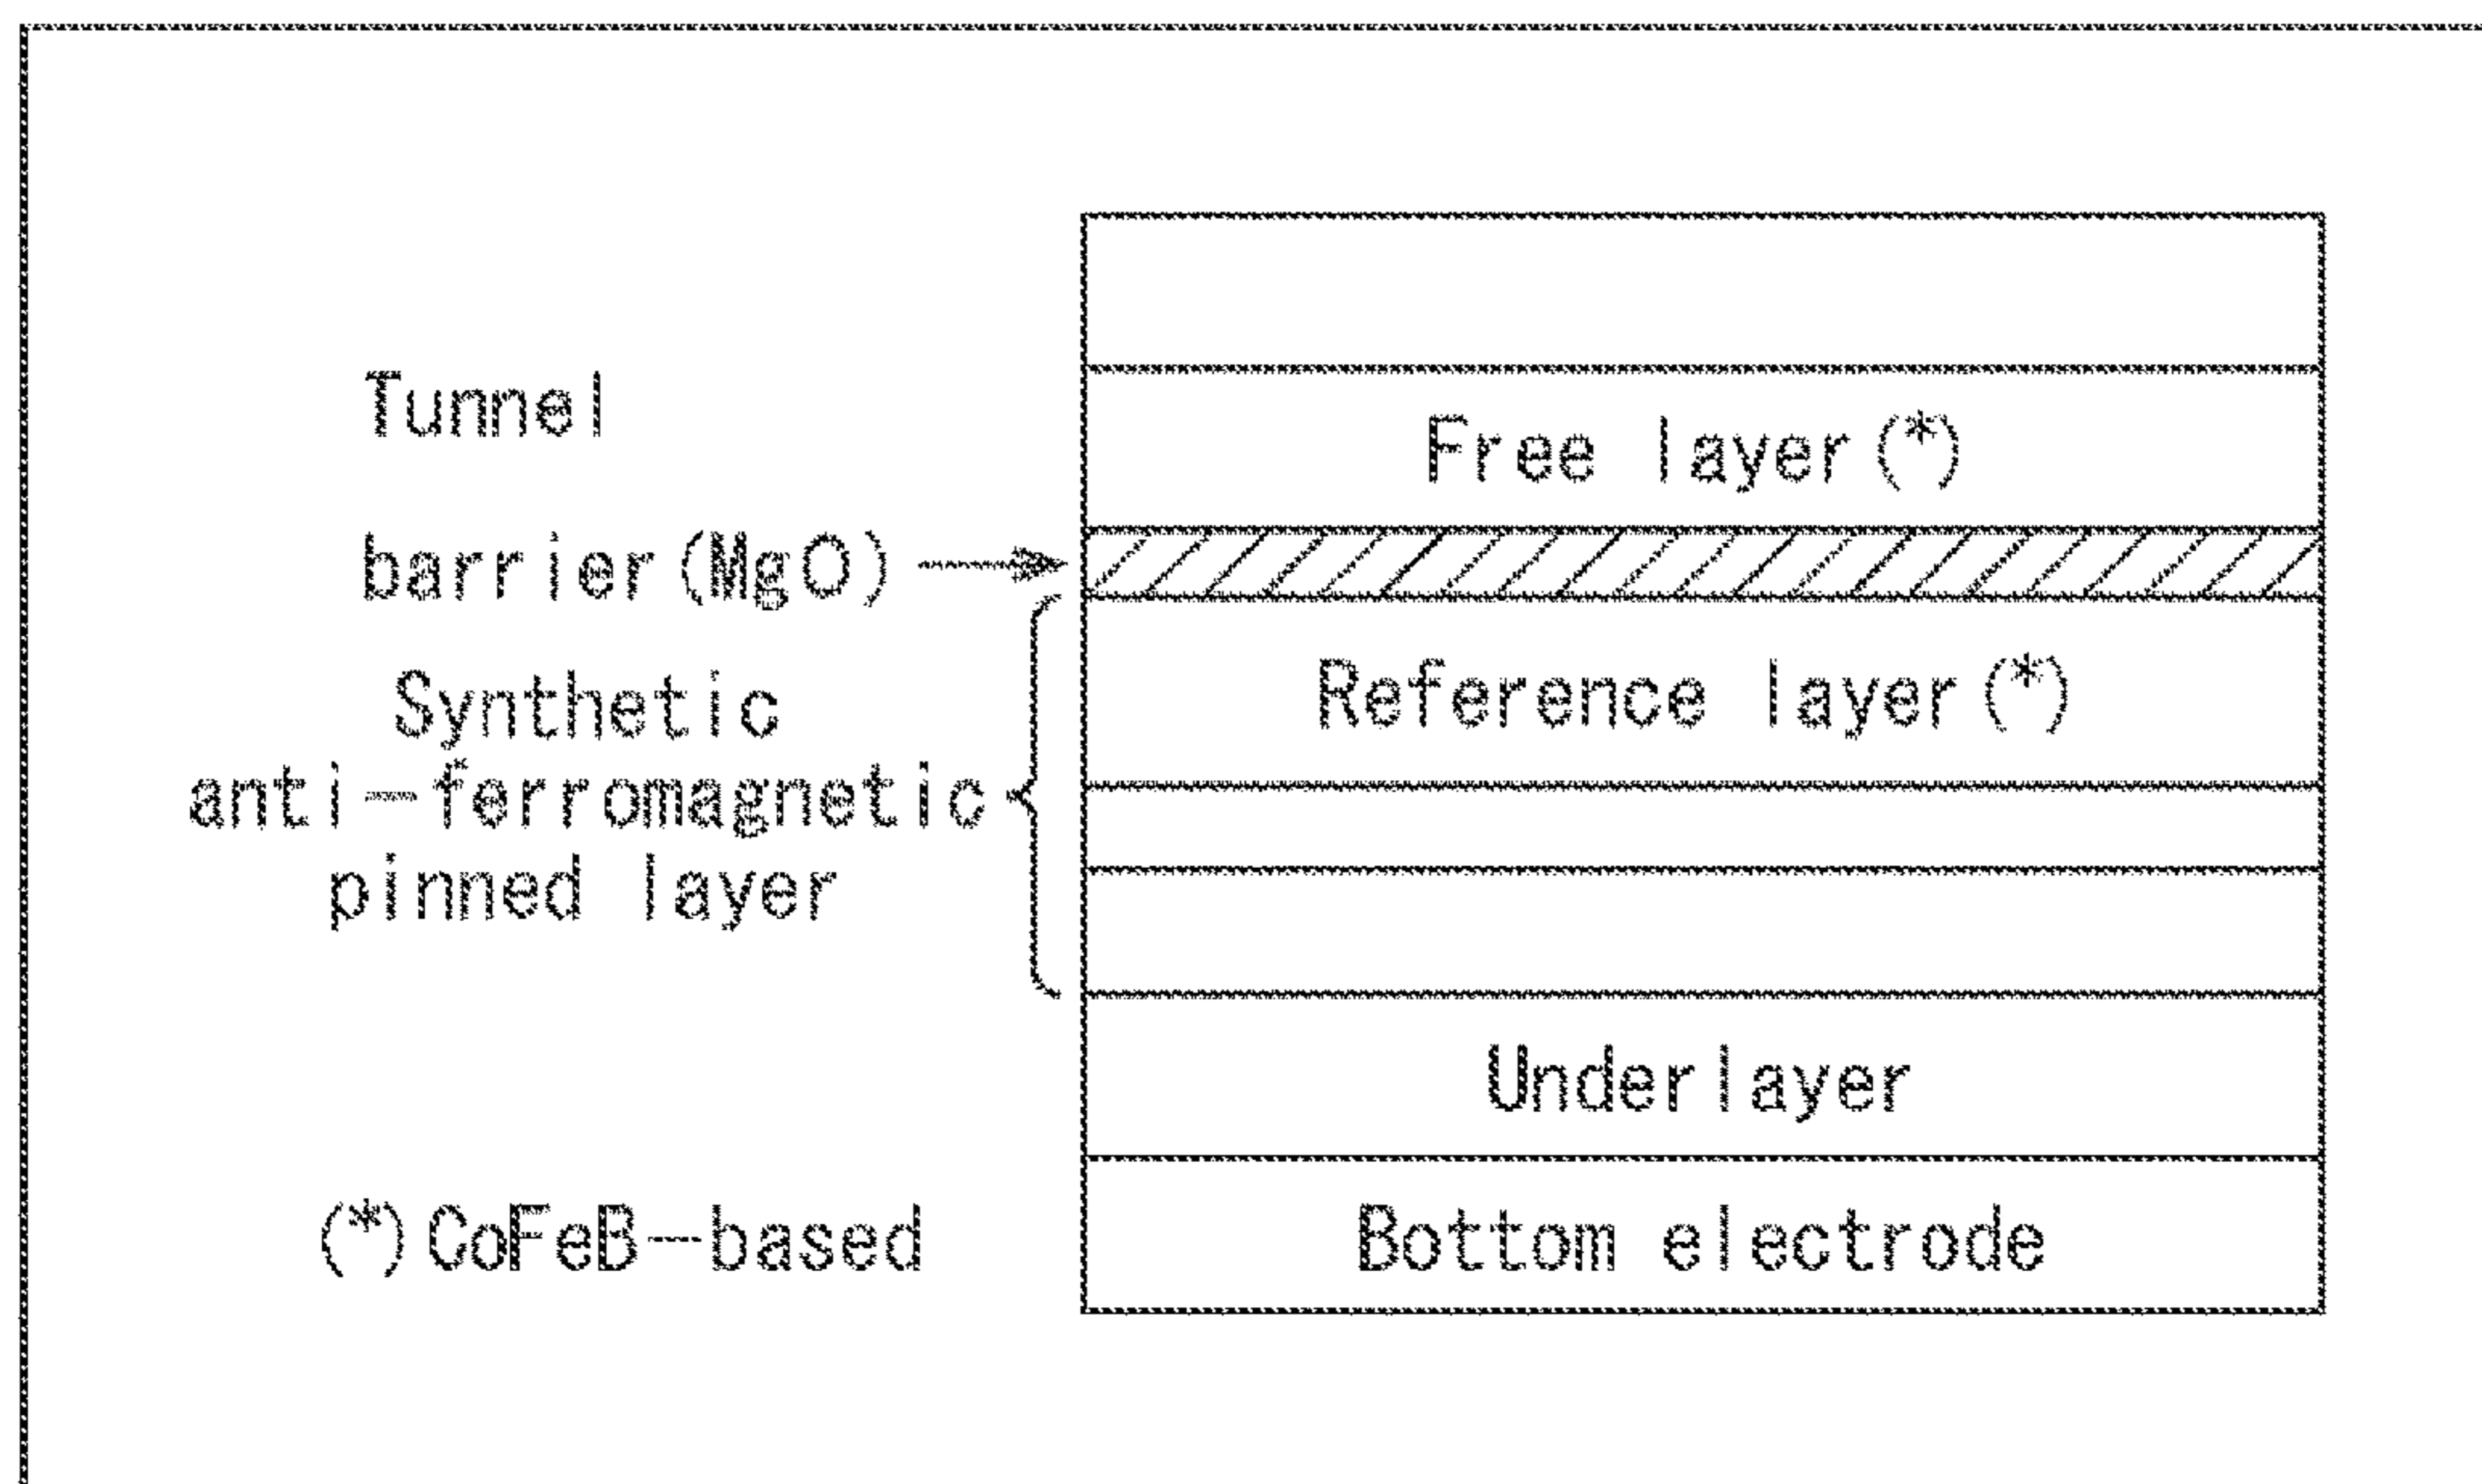 Tunnel
barrier(MgO)
Synthetic
anti-ferromagnetic
pinned layer
(*)CoFeB-based
Free layer(*)
Reference layer(*)
Underlayer
Bottom electrode